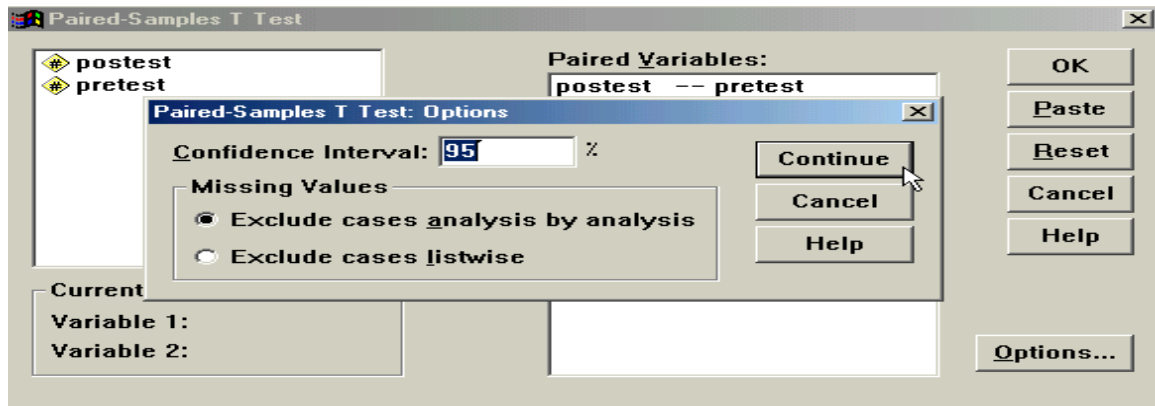 Paired-Samples T Test
postest
pretest
Paired Variables:
postest -- pretest
OK
Paste
Reset
Cancel
Help
Paired-Samples T Test: Options
Confidence Interval: 95 %
Missing Values
Exclude cases analysis by analysis
Exclude cases listwise
Continue
Cancel
Help
Current
Variable 1:
Variable 2:
Options...